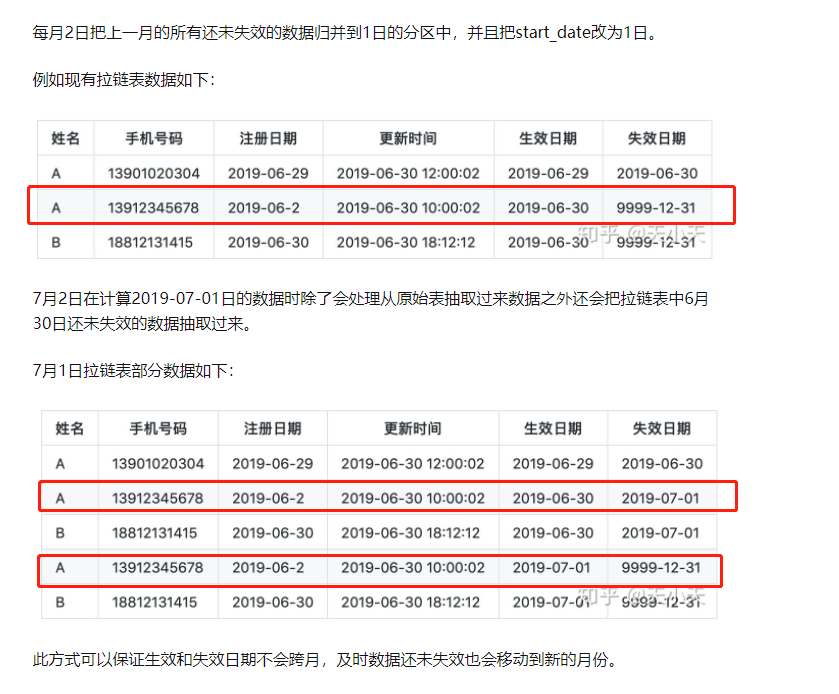 每月2日把上一月的所有还未失效的数据归并到1日的分区中，并且把start_date改为1日。
例如现有拉链表数据如下：
姓名 手机号码 注册日期 更新时间 生效日期 失效日期
A 13901020304 2019-06-29 2019-06-30 12:00:02 2019-06-29 2019-06-30
A 13912345678 2019-06-2 2019-06-30 10:00:02 2019-06-30 9999-12-31
B 18812131415 2019-06-30 2019-06-30 18:12:12 2019-06-30 9999-12-31
知乎 @天小天
7月2日在计算2019-07-01日的数据时除了会处理从原始表抽取过来数据之外还会把拉链表中6月
30日还未失效的数据抽取过来。
7月1日拉链表部分数据如下：
姓名 手机号码 注册日期 更新时间 生效日期 失效日期
A 13901020304 2019-06-29 2019-06-30 12:00:02 2019-06-29 2019-06-30
A 13912345678 2019-06-2 2019-06-30 10:00:02 2019-06-30 2019-07-01
B 18812131415 2019-06-30 2019-06-30 18:12:12 2019-06-30 2019-07-01
A 13912345678 2019-06-2 2019-06-30 10:00:02 2019-07-01 9999-12-31
B 18812131415 2019-06-30 2019-06-30 18:12:12 2019-07-01 9999-12-31
知乎 @天小天
此方式可以保证生效和失效日期不会跨月，及时数据还未失效也会移动到新的月份。